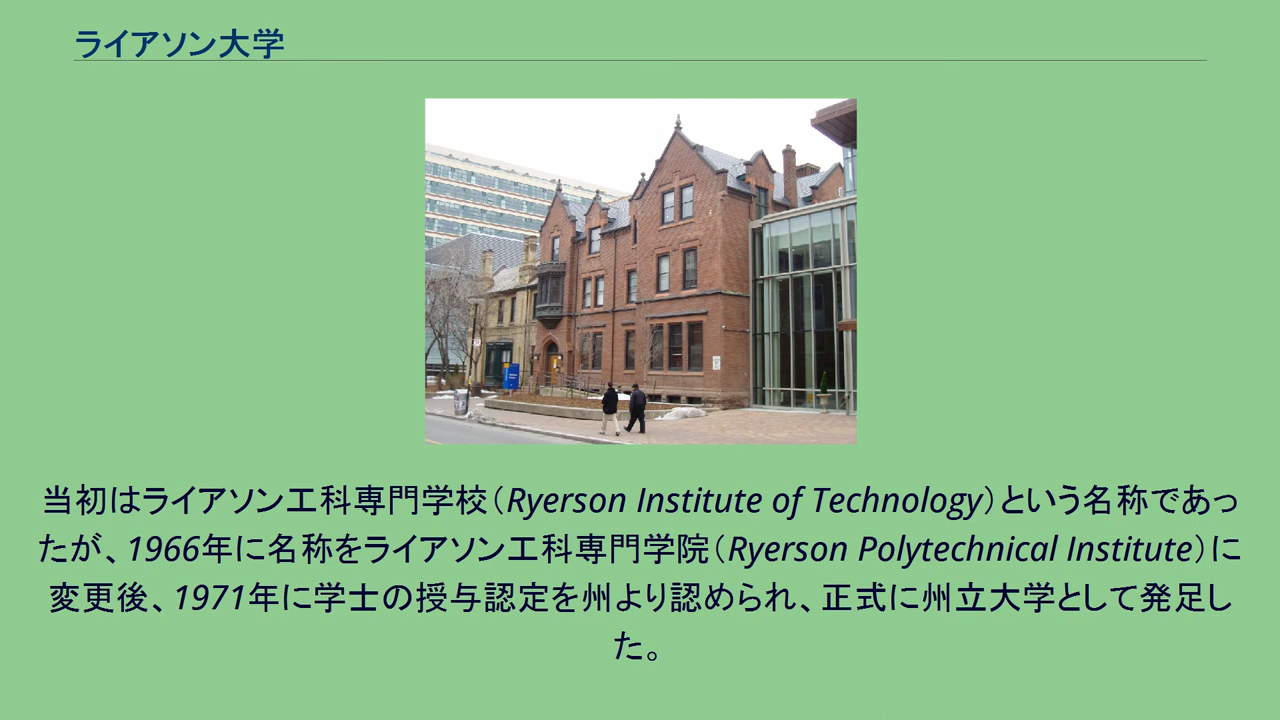 ライアソン大学
当初はライアソン工科専門学校（Ryerson Institute of Technology）という名称であっ
たが、1966年に名称をライアソン工科専門学院（Ryerson Polytechnical Institute）に
変更後、1971年に学士の授与認定を州より認められ、正式に州立大学として発足し
た。